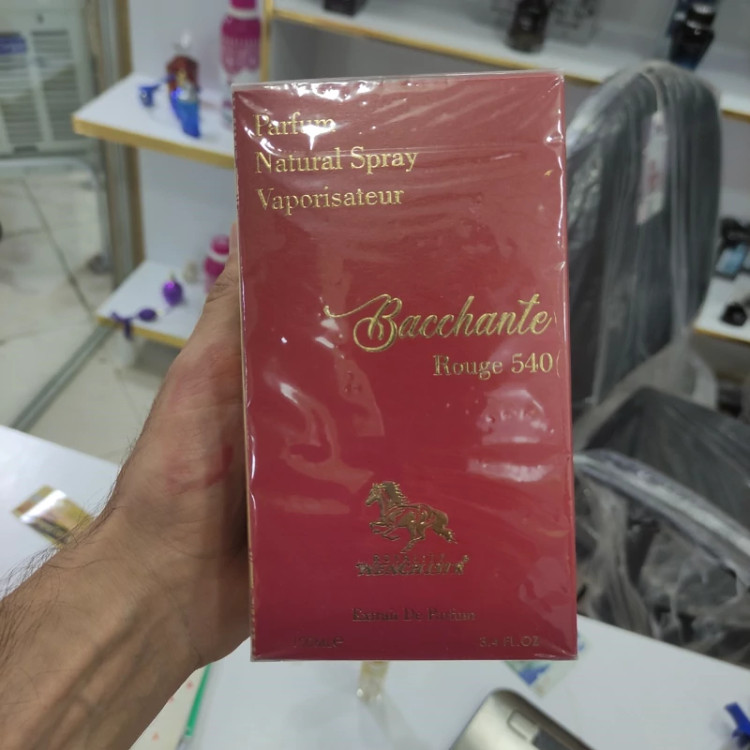 Parfum
Natural Spray
Vaporisateur
Bacchante
Rouge 540
Extrait De Parfum
3.4 FL.OZ